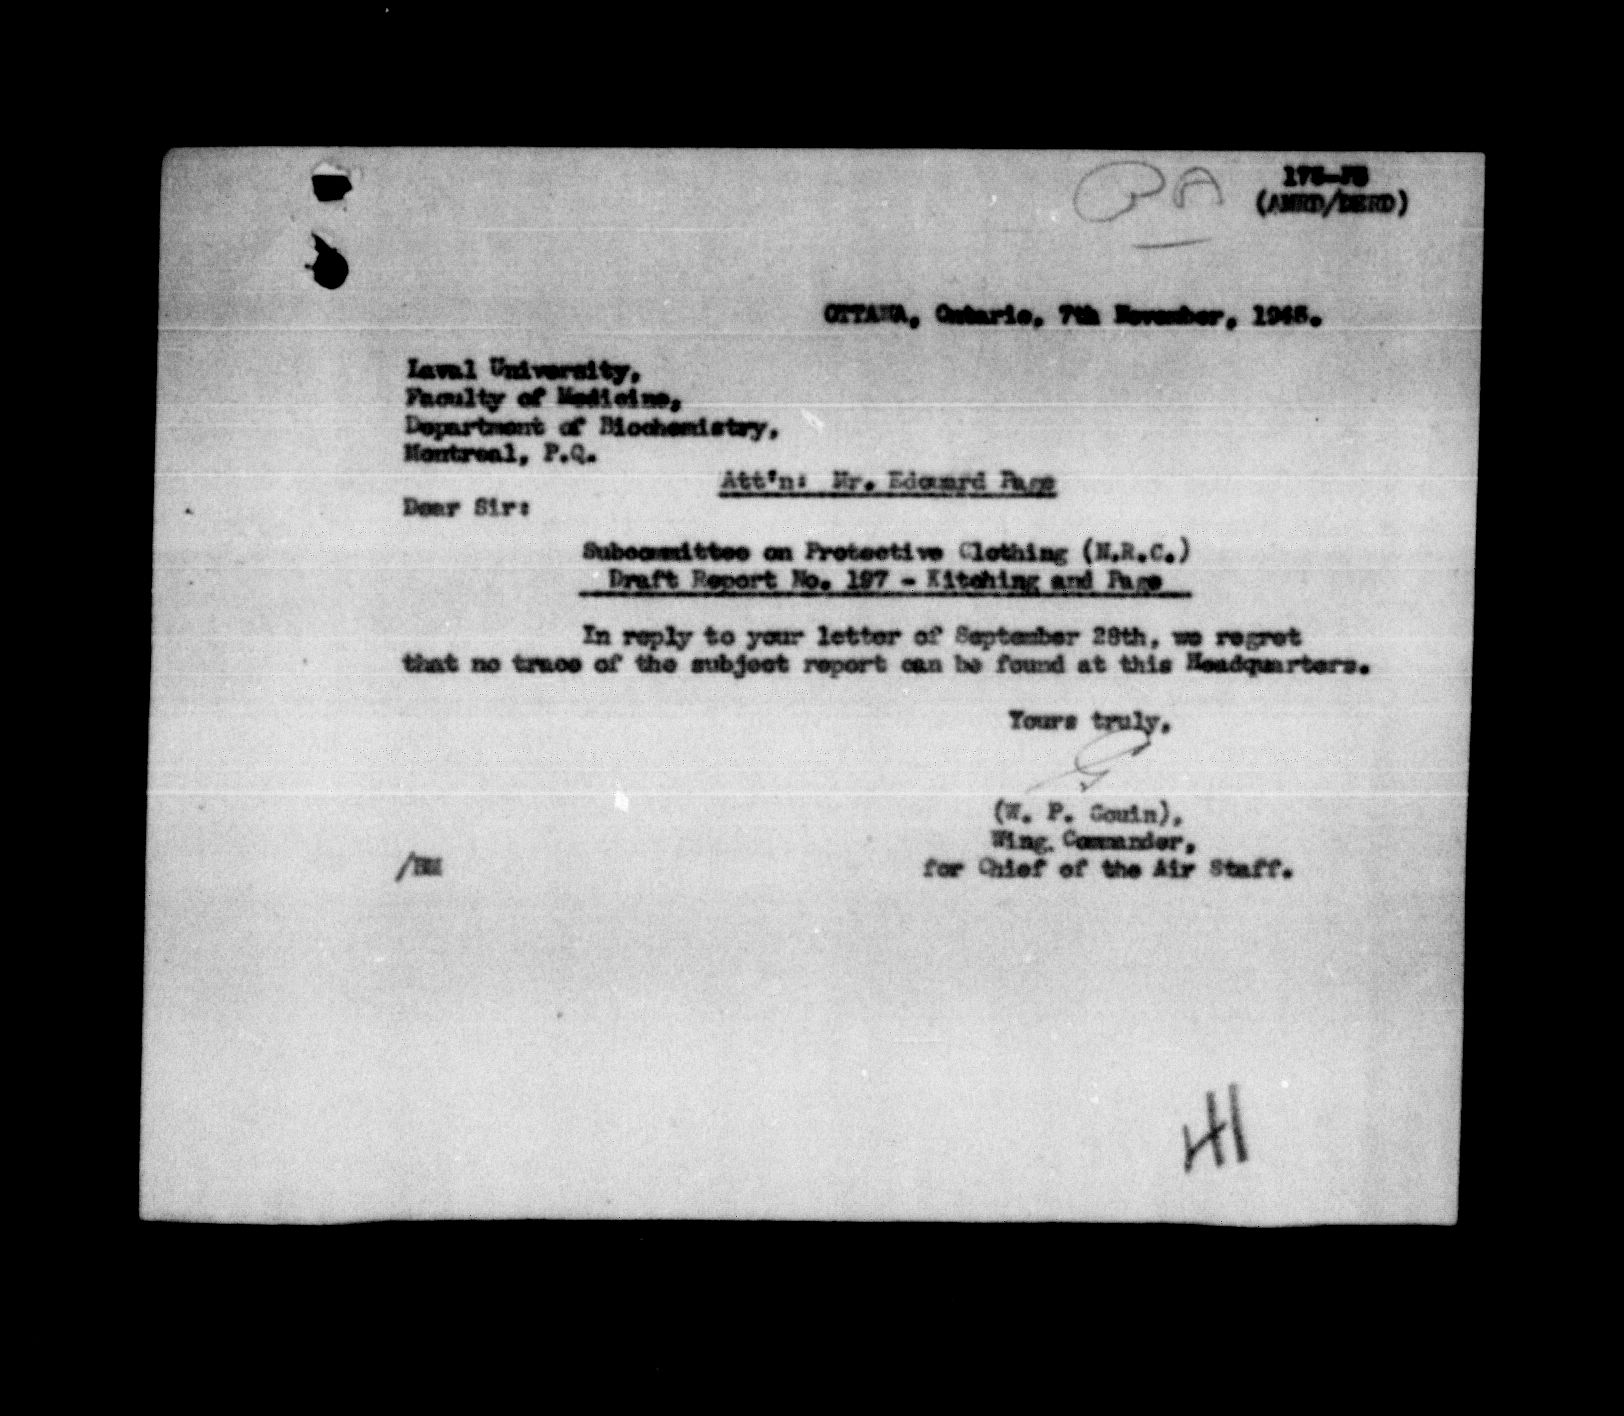 PA
(AMRD/DERD)
OTTAWA, Ontario, 7th November, 1945.
Laval University,
Faculty of Medicine,
Department of Biochemistry,
Montreal, P.Q.
Att'n: Mr. Edouard Page
Dear Sir:
Subcommittee on Protective Clothing (N.R.C.)
Draft Report No. 197 - Kitching and Page
In reply to your letter of September 28th, we regret
that no trace of the subject report can be found at this Headquarters.
Yours truly,
(W. P. Gouin),
Wing Commander,
for Chief of the Air Staff.